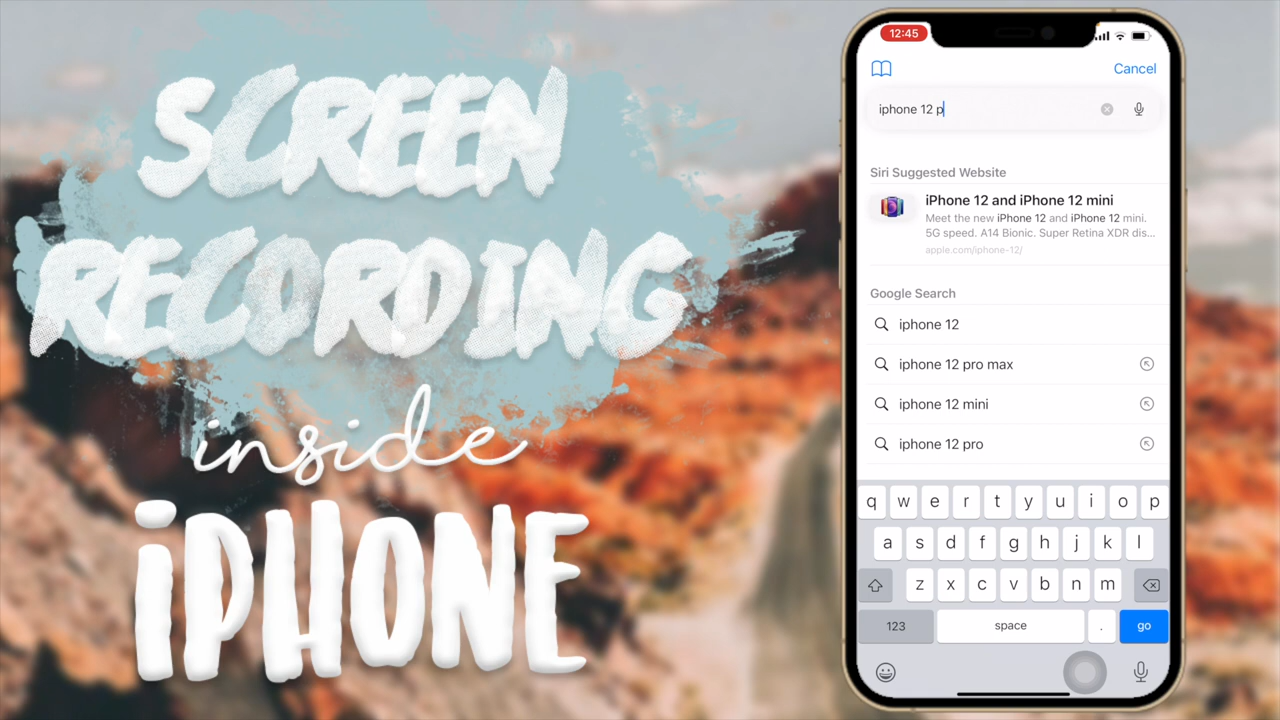 SCREEN
RECORDING
inside
iPHONE
12:45
Cancel
iphone 12 p
Siri Suggested Website
iPhone 12 and iPhone 12 mini
Meet the new iPhone 12 and iPhone 12 mini.
5G speed. A14 Bionic. Super Retina XDR dis...
apple.com/iphone-12/
Google Search
iphone 12
iphone 12 pro max
iphone 12 mini
iphone 12 pro
q w e r t y u i o p
a s d f g h j k l
z x c v b n m
123 space . go